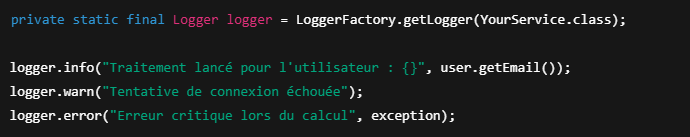 private static final Logger logger = LoggerFactory.getLogger(YourService.class);
logger.info("Traitement lancé pour l'utilisateur : {}", user.getEmail());
logger.warn("Tentative de connexion échouée");
logger.error("Erreur critique lors du calcul", exception);